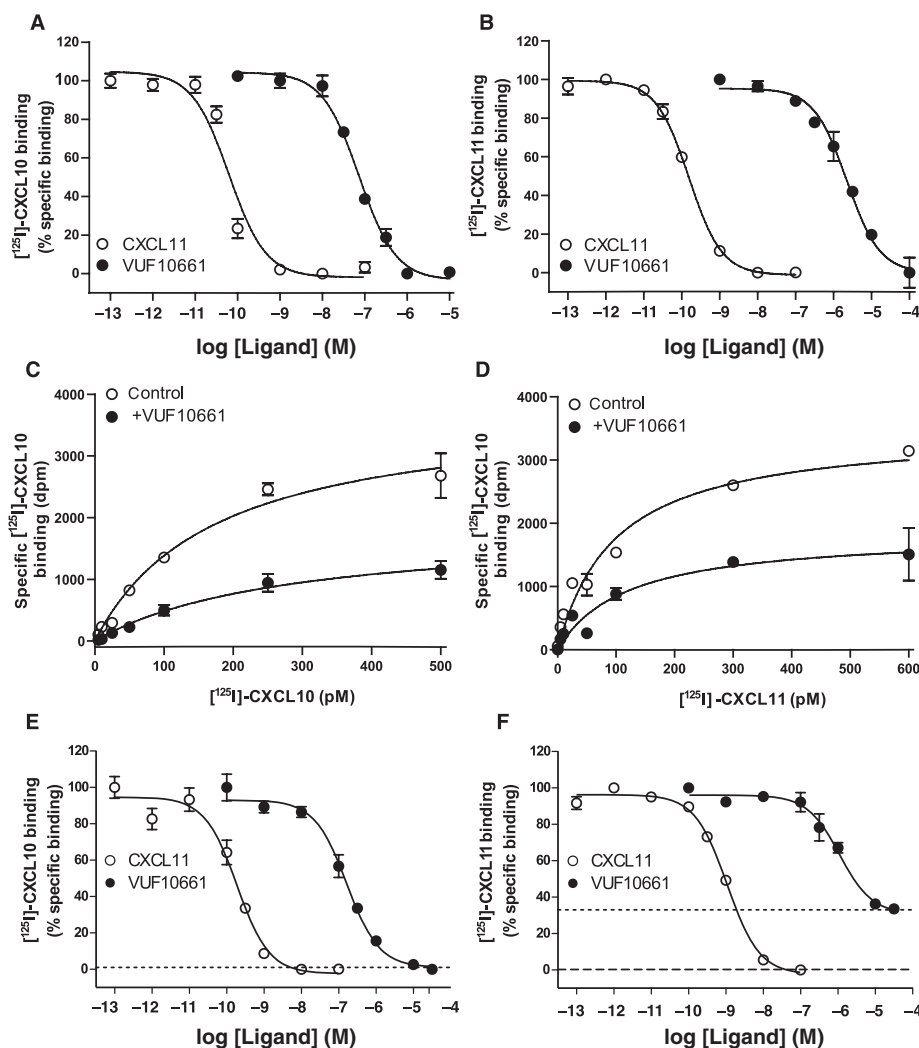 A
[¹²⁵I]-CXCL10 binding
(% specific binding)
120
100
80
60
40
20
0
CXCL11
VUF10661
−13 −12 −11 −10 −9 −8 −7 −6 −5
log [Ligand] (M)
B
[¹²⁵I]-CXCL11 binding
(% specific binding)
120
100
80
60
40
20
0
CXCL11
VUF10661
−13 −12 −11 −10 −9 −8 −7 −6 −5 −4
log [Ligand] (M)
C
Control
+VUF10661
Specific [¹²⁵I]-CXCL10
binding (dpm)
4000
3000
2000
1000
0
0 100 200 300 400 500
[¹²⁵I]-CXCL10 (pM)
D
Control
+VUF10661
Specific [¹²⁵I]-CXCL10
binding (dpm)
4000
3000
2000
1000
0
0 100 200 300 400 500 600
[¹²⁵I] -CXCL11 (pM)
E
[¹²⁵I]-CXCL10 binding
(% specific binding)
120
100
80
60
40
20
0
CXCL11
VUF10661
−13 −12 −11 −10 −9 −8 −7 −6 −5 −4
log [Ligand] (M)
F
[¹²⁵I]-CXCL11 binding
(% specific binding)
120
100
80
60
40
20
0
CXCL11
VUF10661
−13 −12 −11 −10 −9 −8 −7 −6 −5 −4
log [Ligand] (M)